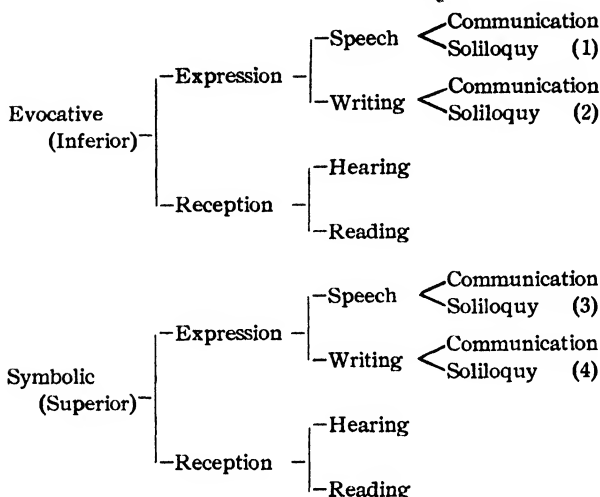 Communication
Speech
Soliloquy (1)
Expression
Communication
Writing
Soliloquy (2)
Evocative
(Inferior)
Hearing
Reception
Reading
Communication
Speech
Soliloquy (3)
Expression
Communication
Writing
Soliloquy (4)
Symbolic
(Superior)
Hearing
Reception
Reading